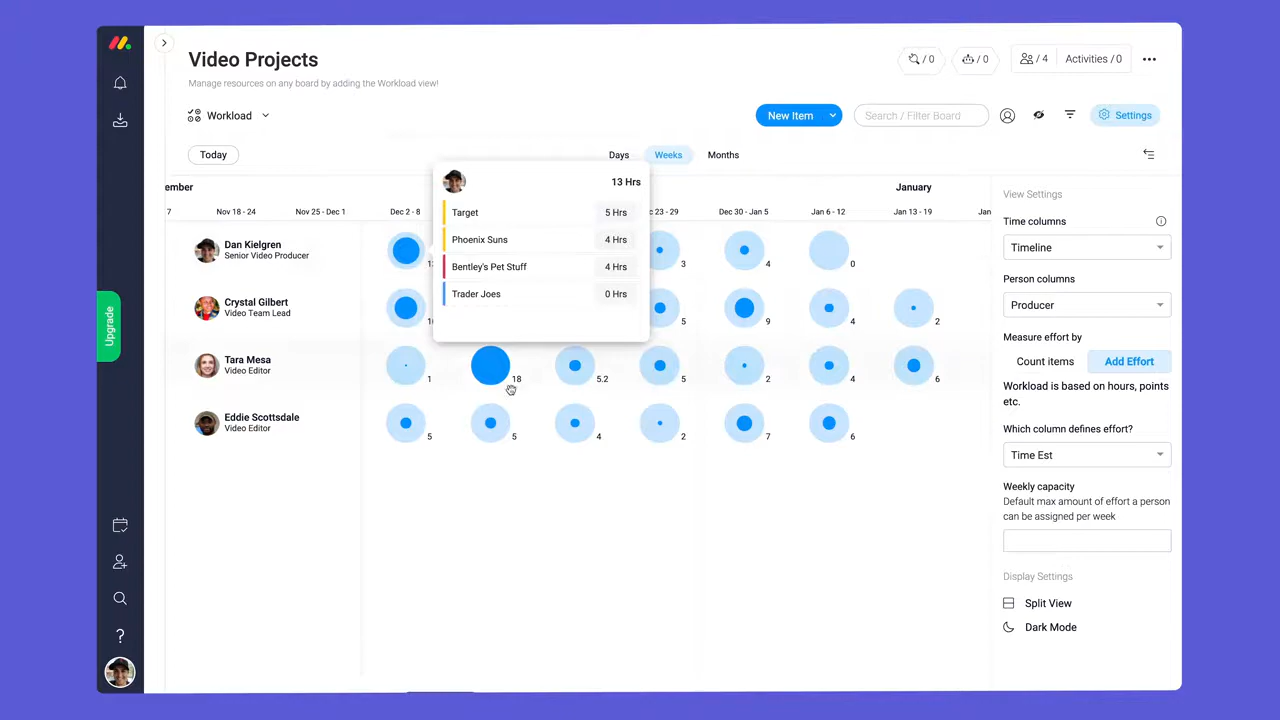 Video Projects
/ 0
/ 0
/ 4
Activities / 0
Manage resources on any board by adding the Workload view!
Workload
New Item
Search / Filter Board
Settings
Today
Days
Weeks
Months
ember
January
7
Nov 18 - 24
Nov 25 - Dec 1
Dec 2 - 8
c 23 - 29
Dec 30 - Jan 5
Jan 6 - 12
Jan 13 - 19
Jan
13 Hrs
Target
5 Hrs
Phoenix Suns
4 Hrs
Bentley's Pet Stuff
4 Hrs
Trader Joes
0 Hrs
Dan Kielgren
Senior Video Producer
3
4
0
Crystal Gilbert
Video Team Lead
5
9
4
2
Tara Mesa
Video Editor
1
18
5.2
5
2
4
6
Eddie Scottsdale
Video Editor
5
5
4
2
7
6
Upgrade
?
View Settings
Time columns
Timeline
Person columns
Producer
Measure effort by
Count items
Add Effort
Workload is based on hours, points
etc.
Which column defines effort?
Time Est
Weekly capacity
Default max amount of effort a person
can be assigned per week
Display Settings
Split View
Dark Mode